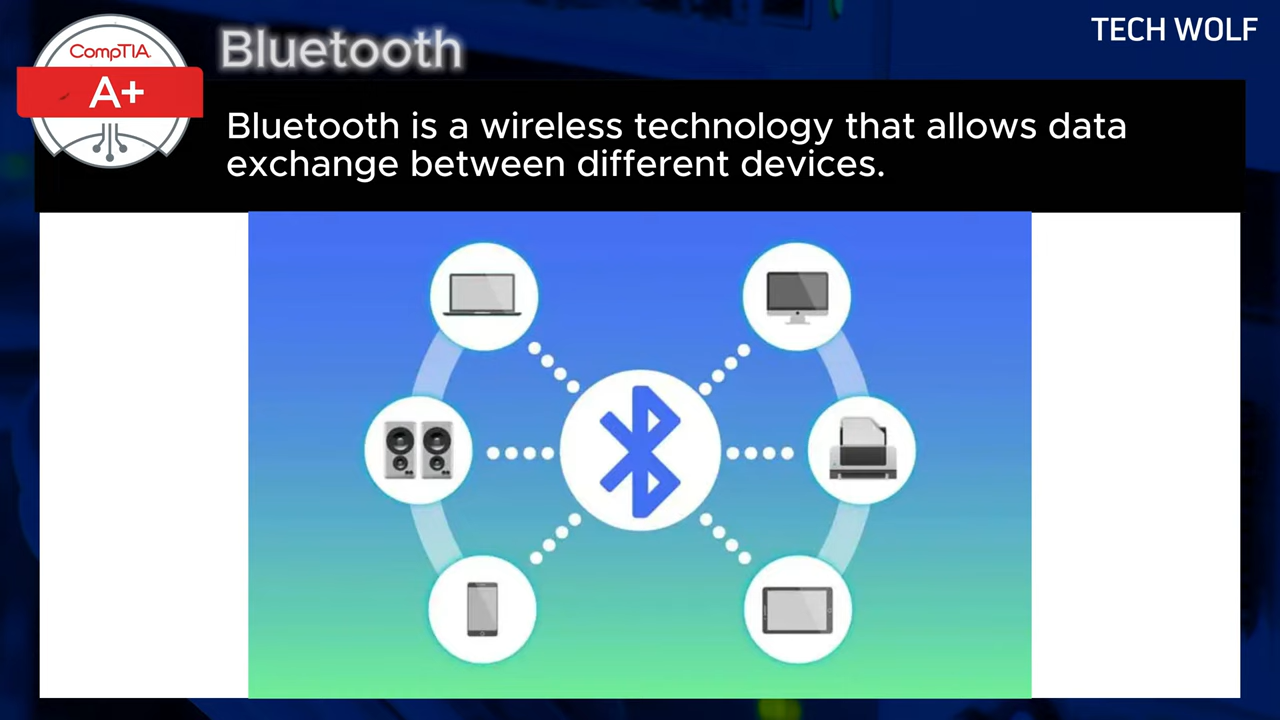 CompTIA.
A+
Bluetooth
TECH WOLF
Bluetooth is a wireless technology that allows data
exchange between different devices.